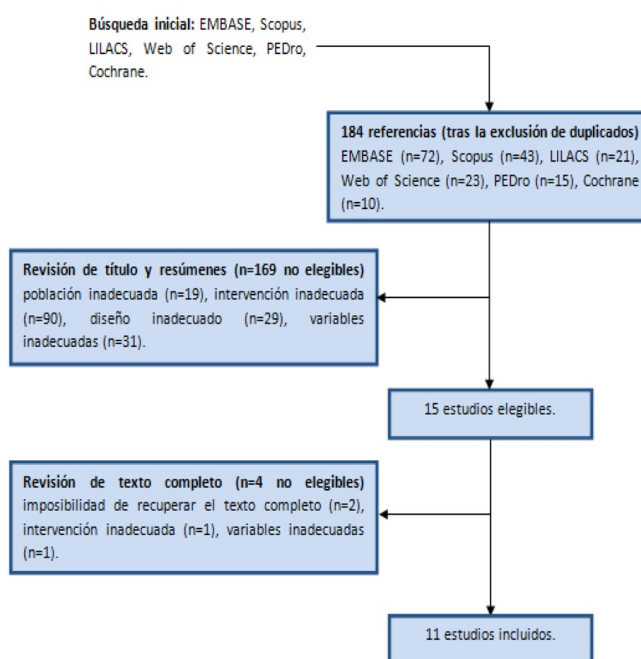 Búsqueda inicial: EMBASE, Scopus,
LILACS, Web of Science, PEDro,
Cochrane.
184 referencias (tras la exclusión de duplicados)
EMBASE (n=72), Scopus (n=43), LILACS (n=21),
Web of Science (n=23), PEDro (n=15), Cochrane
(n=10).
Revisión de título y resúmenes (n=169 no elegibles)
población inadecuada (n=19), intervención inadecuada
(n=90), diseño inadecuado (n=29), variables
inadecuadas (n=31).
15 estudios elegibles.
Revisión de texto completo (n=4 no elegibles)
imposibilidad de recuperar el texto completo (n=2),
intervención inadecuada (n=1), variables inadecuadas
(n=1).
11 estudios incluidos.